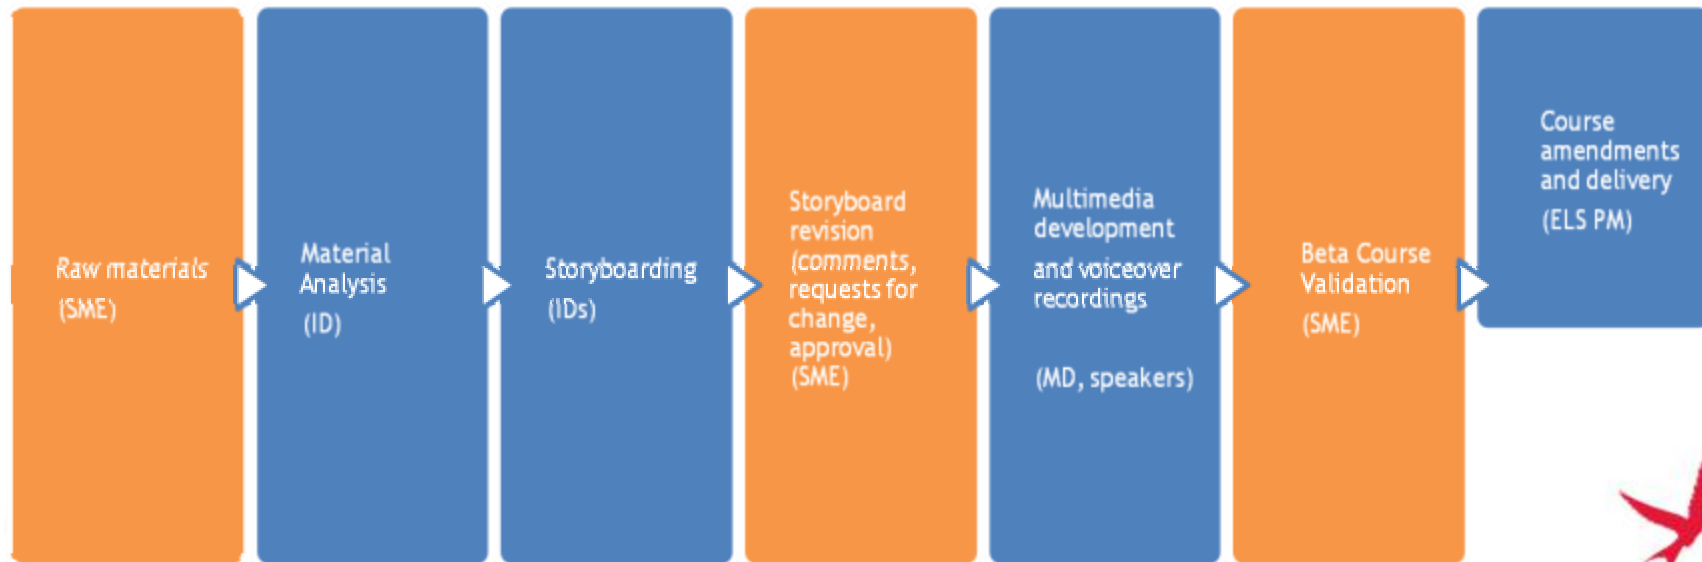 Raw materials
(SME)
Material
Analysis
(ID)
Storyboarding
(IDs)
Storyboard
revision
(comments,
requests for
change,
approval)
(SME)
Multimedia
development
and voiceover
recordings
(MD, speakers)
Beta Course
Validation
(SME)
Course
amendments
and delivery
(ELS PM)